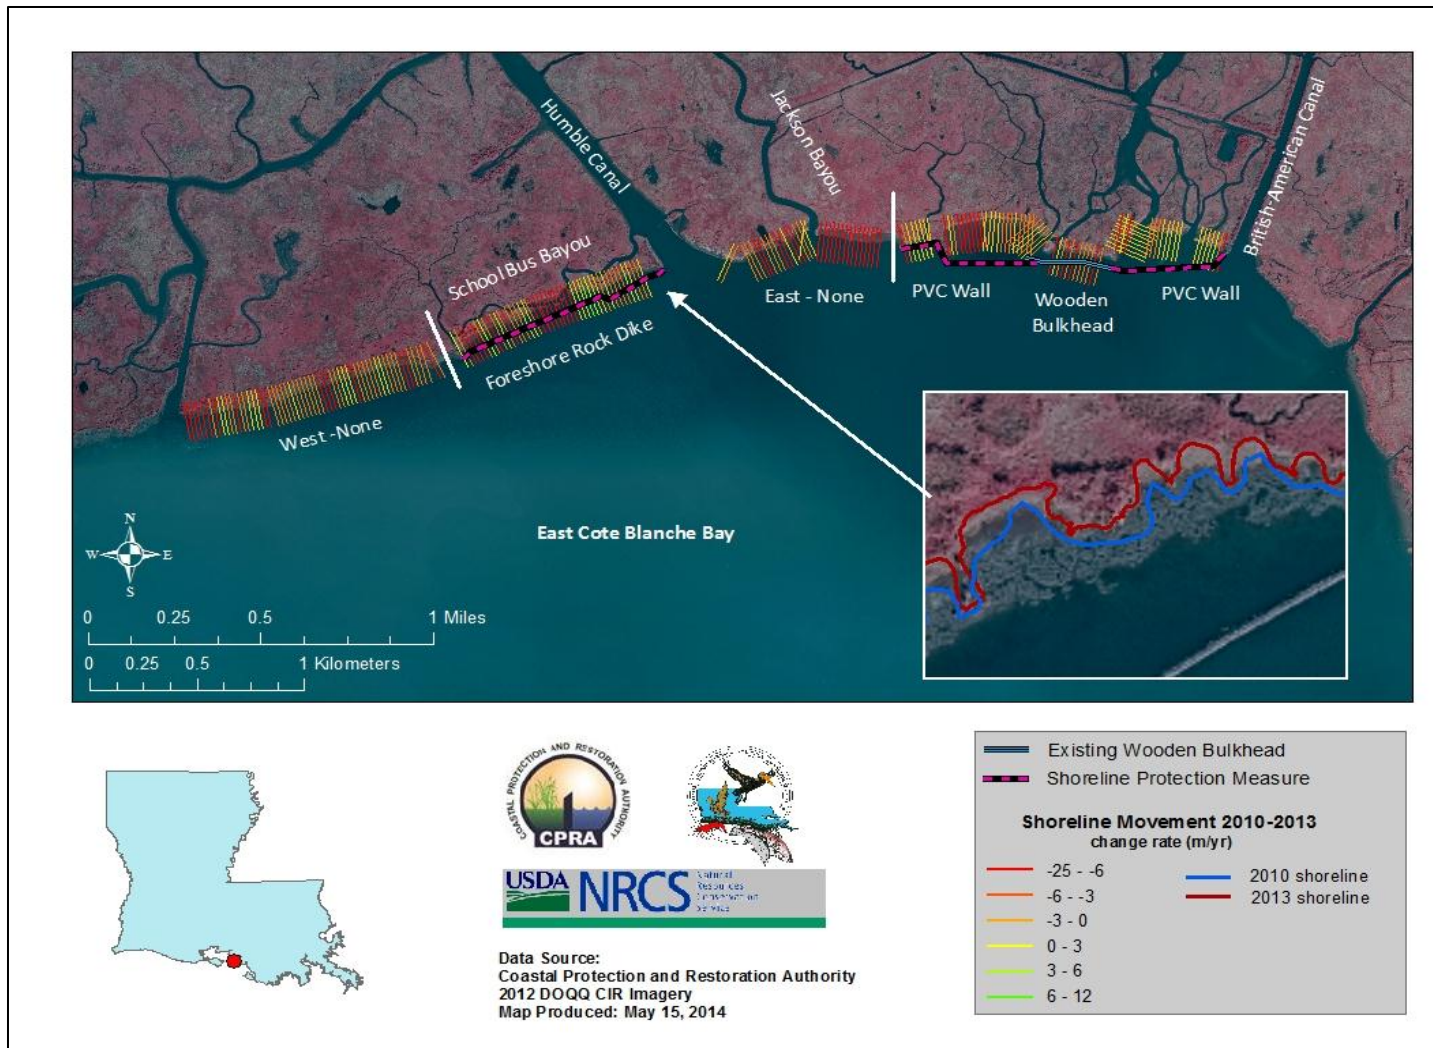 Humble Canal
Jackson Bayou
British-American Canal
School Bus Bayou
East - None
PVC Wall
Wooden
Bulkhead
PVC Wall
Foreshore Rock Dike
West -None
East Cote Blanche Bay
N
W
E
S
0
0.25
0.5
1 Miles
0
0.25
0.5
1 Kilometers
COASTAL PROTECTION AND RESTORATION AUTHORITY
CPRA
USDA
NRCS
Natural
Resources
Conservation
Service
Data Source:
Coastal Protection and Restoration Authority
2012 DOQQ CIR Imagery
Map Produced: May 15, 2014
Existing Wooden Bulkhead
Shoreline Protection Measure
Shoreline Movement 2010-2013
change rate (m/yr)
-25 - -6
-6 - -3
-3 - 0
0 - 3
3 - 6
6 - 12
2010 shoreline
2013 shoreline